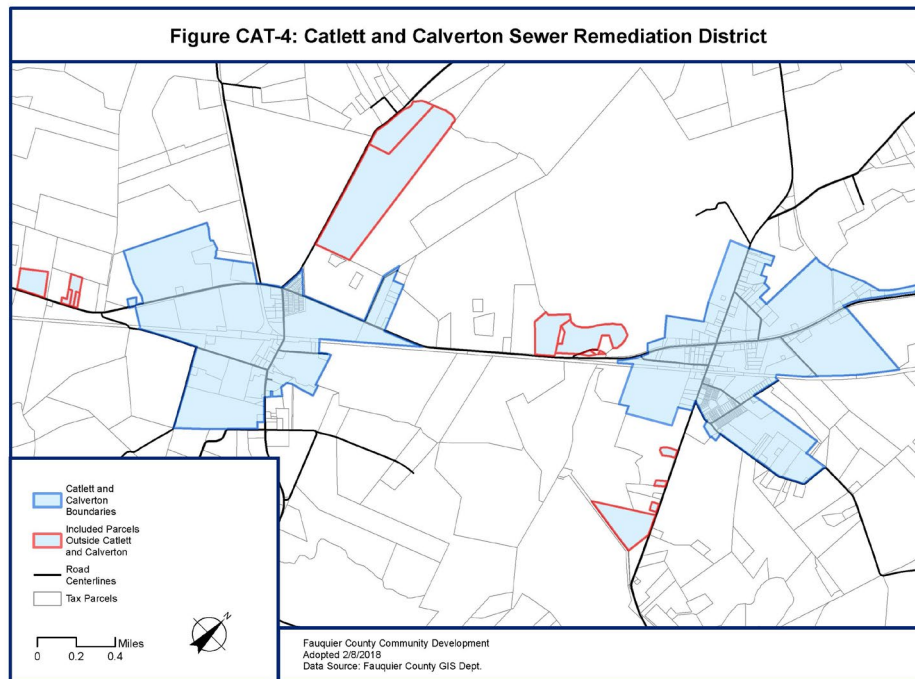 Figure CAT-4: Catlett and Calverton Sewer Remediation District
Catlett and
Calverton
Boundaries
Included Parcels
Outside Catlett
and Calverton
Road
Centerlines
Tax Parcels
N
Miles
0 0.2 0.4
Fauquier County Community Development
Adopted 2/8/2018
Data Source: Fauquier County GIS Dept.